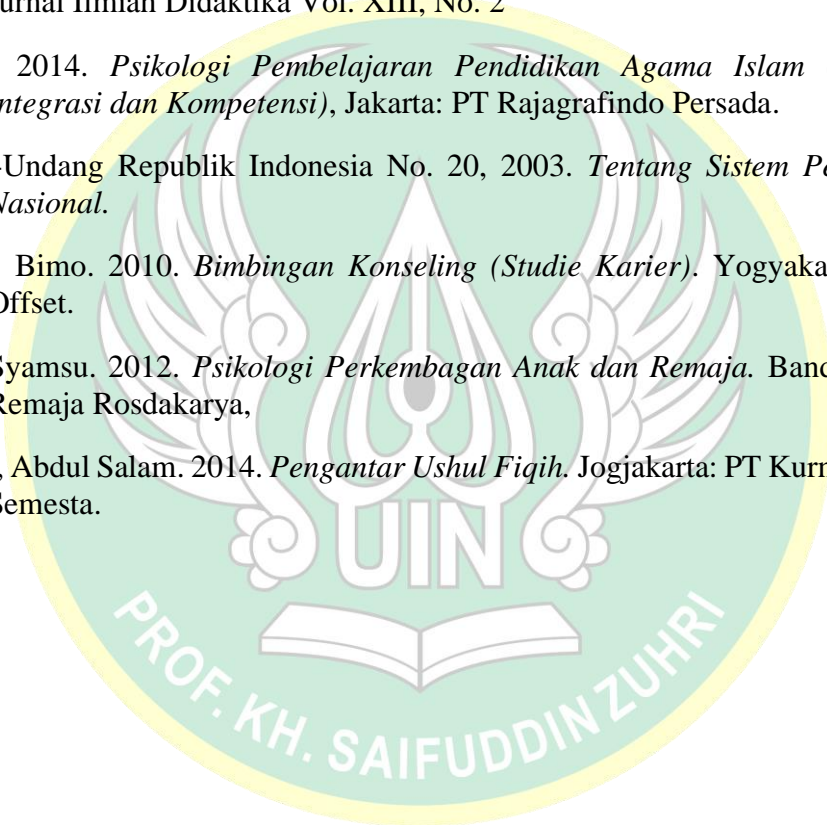 Jurnal Ilmiah Didaktika Vol. XIII, No. 2
2014. Psikologi Pembelajaran Pendidikan Agama Islam
ntegrasi dan Kompetensi), Jakarta: PT Rajagrafindo Persada.
-Undang Republik Indonesia No. 20, 2003. Tentang Sistem Pe
Nasional.
Bimo. 2010. Bimbingan Konseling (Studie Karier). Yogyaka
Offset.
Syamsu. 2012. Psikologi Perkembagan Anak dan Remaja. Band
Remaja Rosdakarya,
, Abdul Salam. 2014. Pengantar Ushul Fiqih. Jogjakarta: PT Kurn
Semesta.
UIN
PROF. KH. SAIFUDDIN ZUHRI